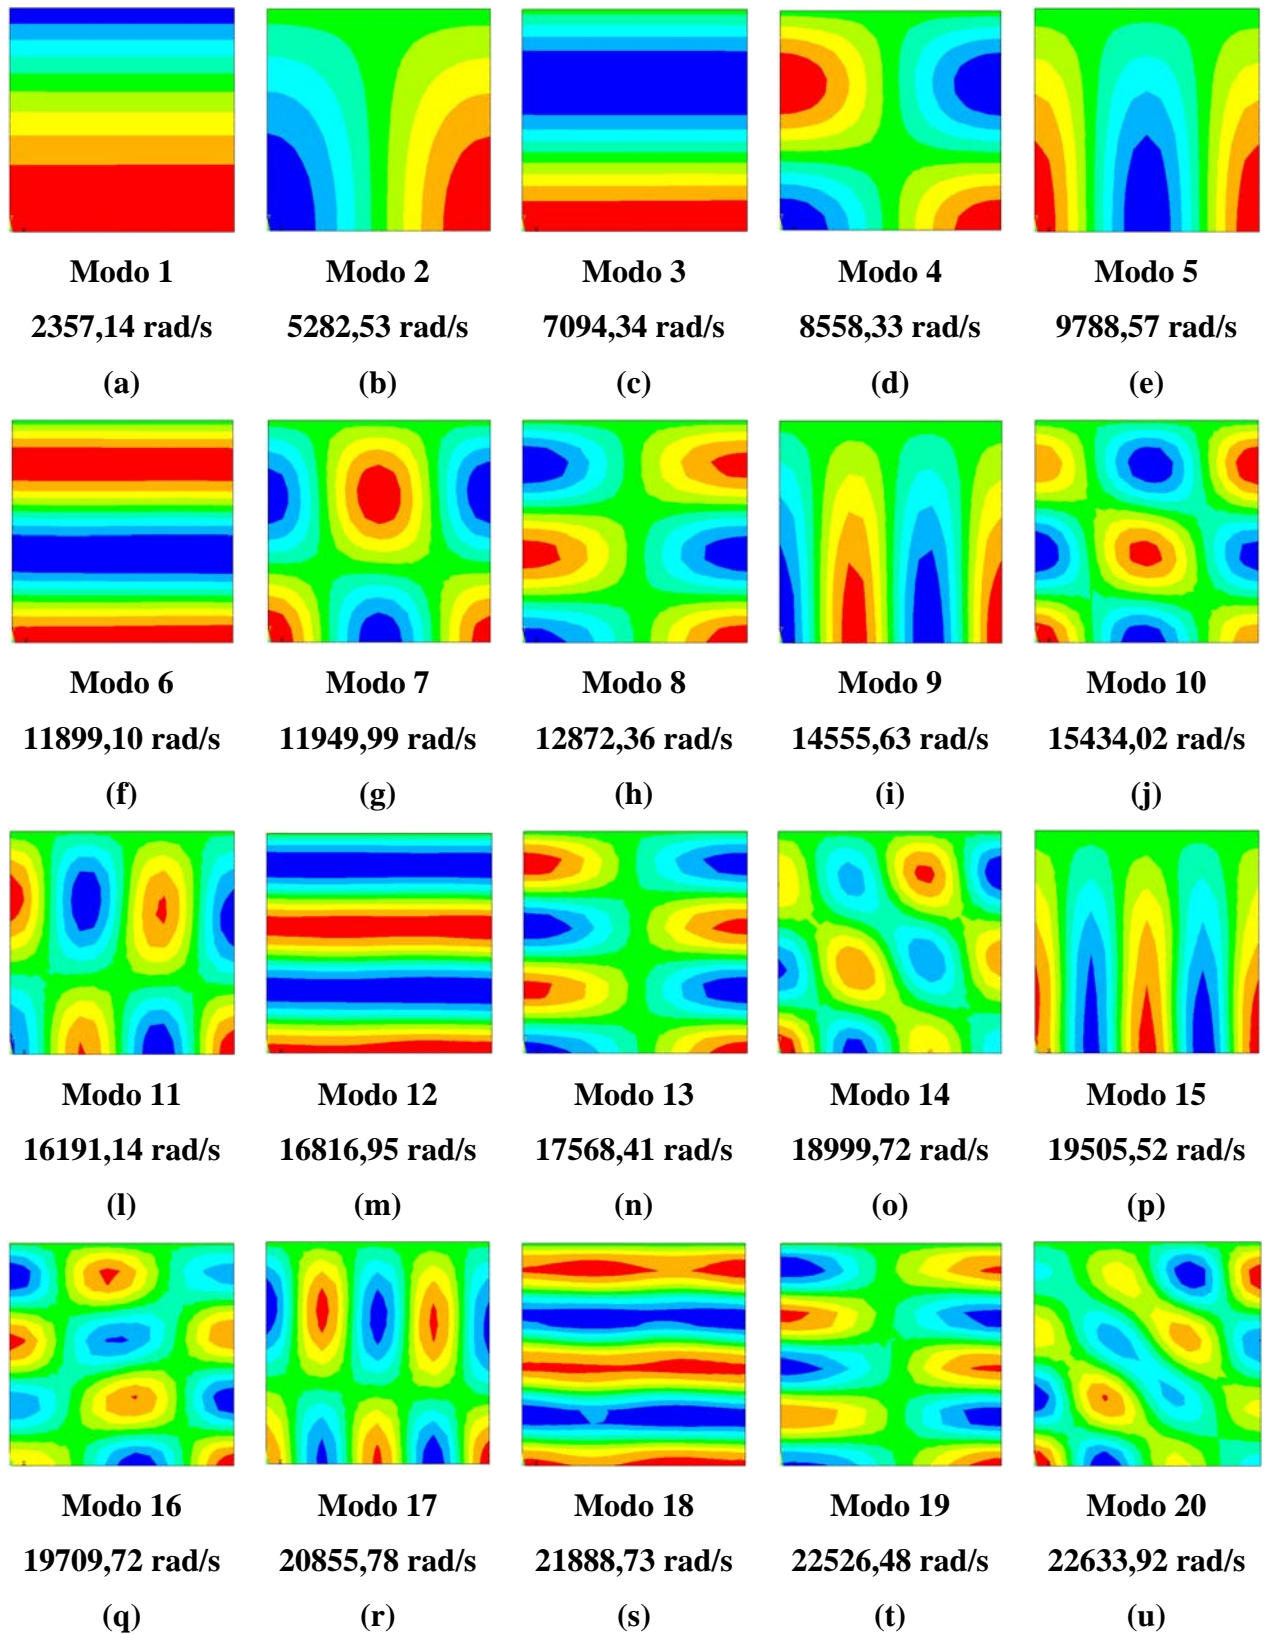 Modo 1 Modo 2 Modo 3 Modo 4 Modo 5
2357,14 rad/s 5282,53 rad/s 7094,34 rad/s 8558,33 rad/s 9788,57 rad/s
(a) (b) (c) (d) (e)
Modo 6 Modo 7 Modo 8 Modo 9 Modo 10
11899,10 rad/s 11949,99 rad/s 12872,36 rad/s 14555,63 rad/s 15434,02 rad/s
(f) (g) (h) (i) (j)
Modo 11 Modo 12 Modo 13 Modo 14 Modo 15
16191,14 rad/s 16816,95 rad/s 17568,41 rad/s 18999,72 rad/s 19505,52 rad/s
(l) (m) (n) (o) (p)
Modo 16 Modo 17 Modo 18 Modo 19 Modo 20
19709,72 rad/s 20855,78 rad/s 21888,73 rad/s 22526,48 rad/s 22633,92 rad/s
(q) (r) (s) (t) (u)